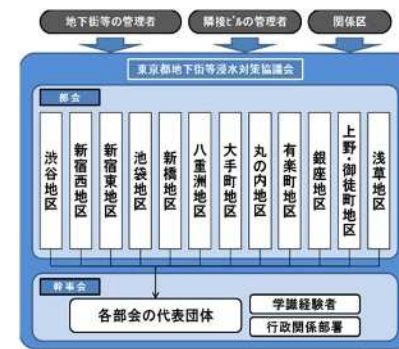 地下街等の管理者
隣接ビルの管理者
関係区
東京都地下街等浸水対策協議会
部会
渋谷地区
新宿西地区
新宿東地区
池袋地区
新橋地区
八重洲地区
大手町地区
丸の内地区
有楽町地区
銀座地区
上野・御徒町地区
浅草地区
幹事会
各部会の代表団体
学識経験者
行政関係部署